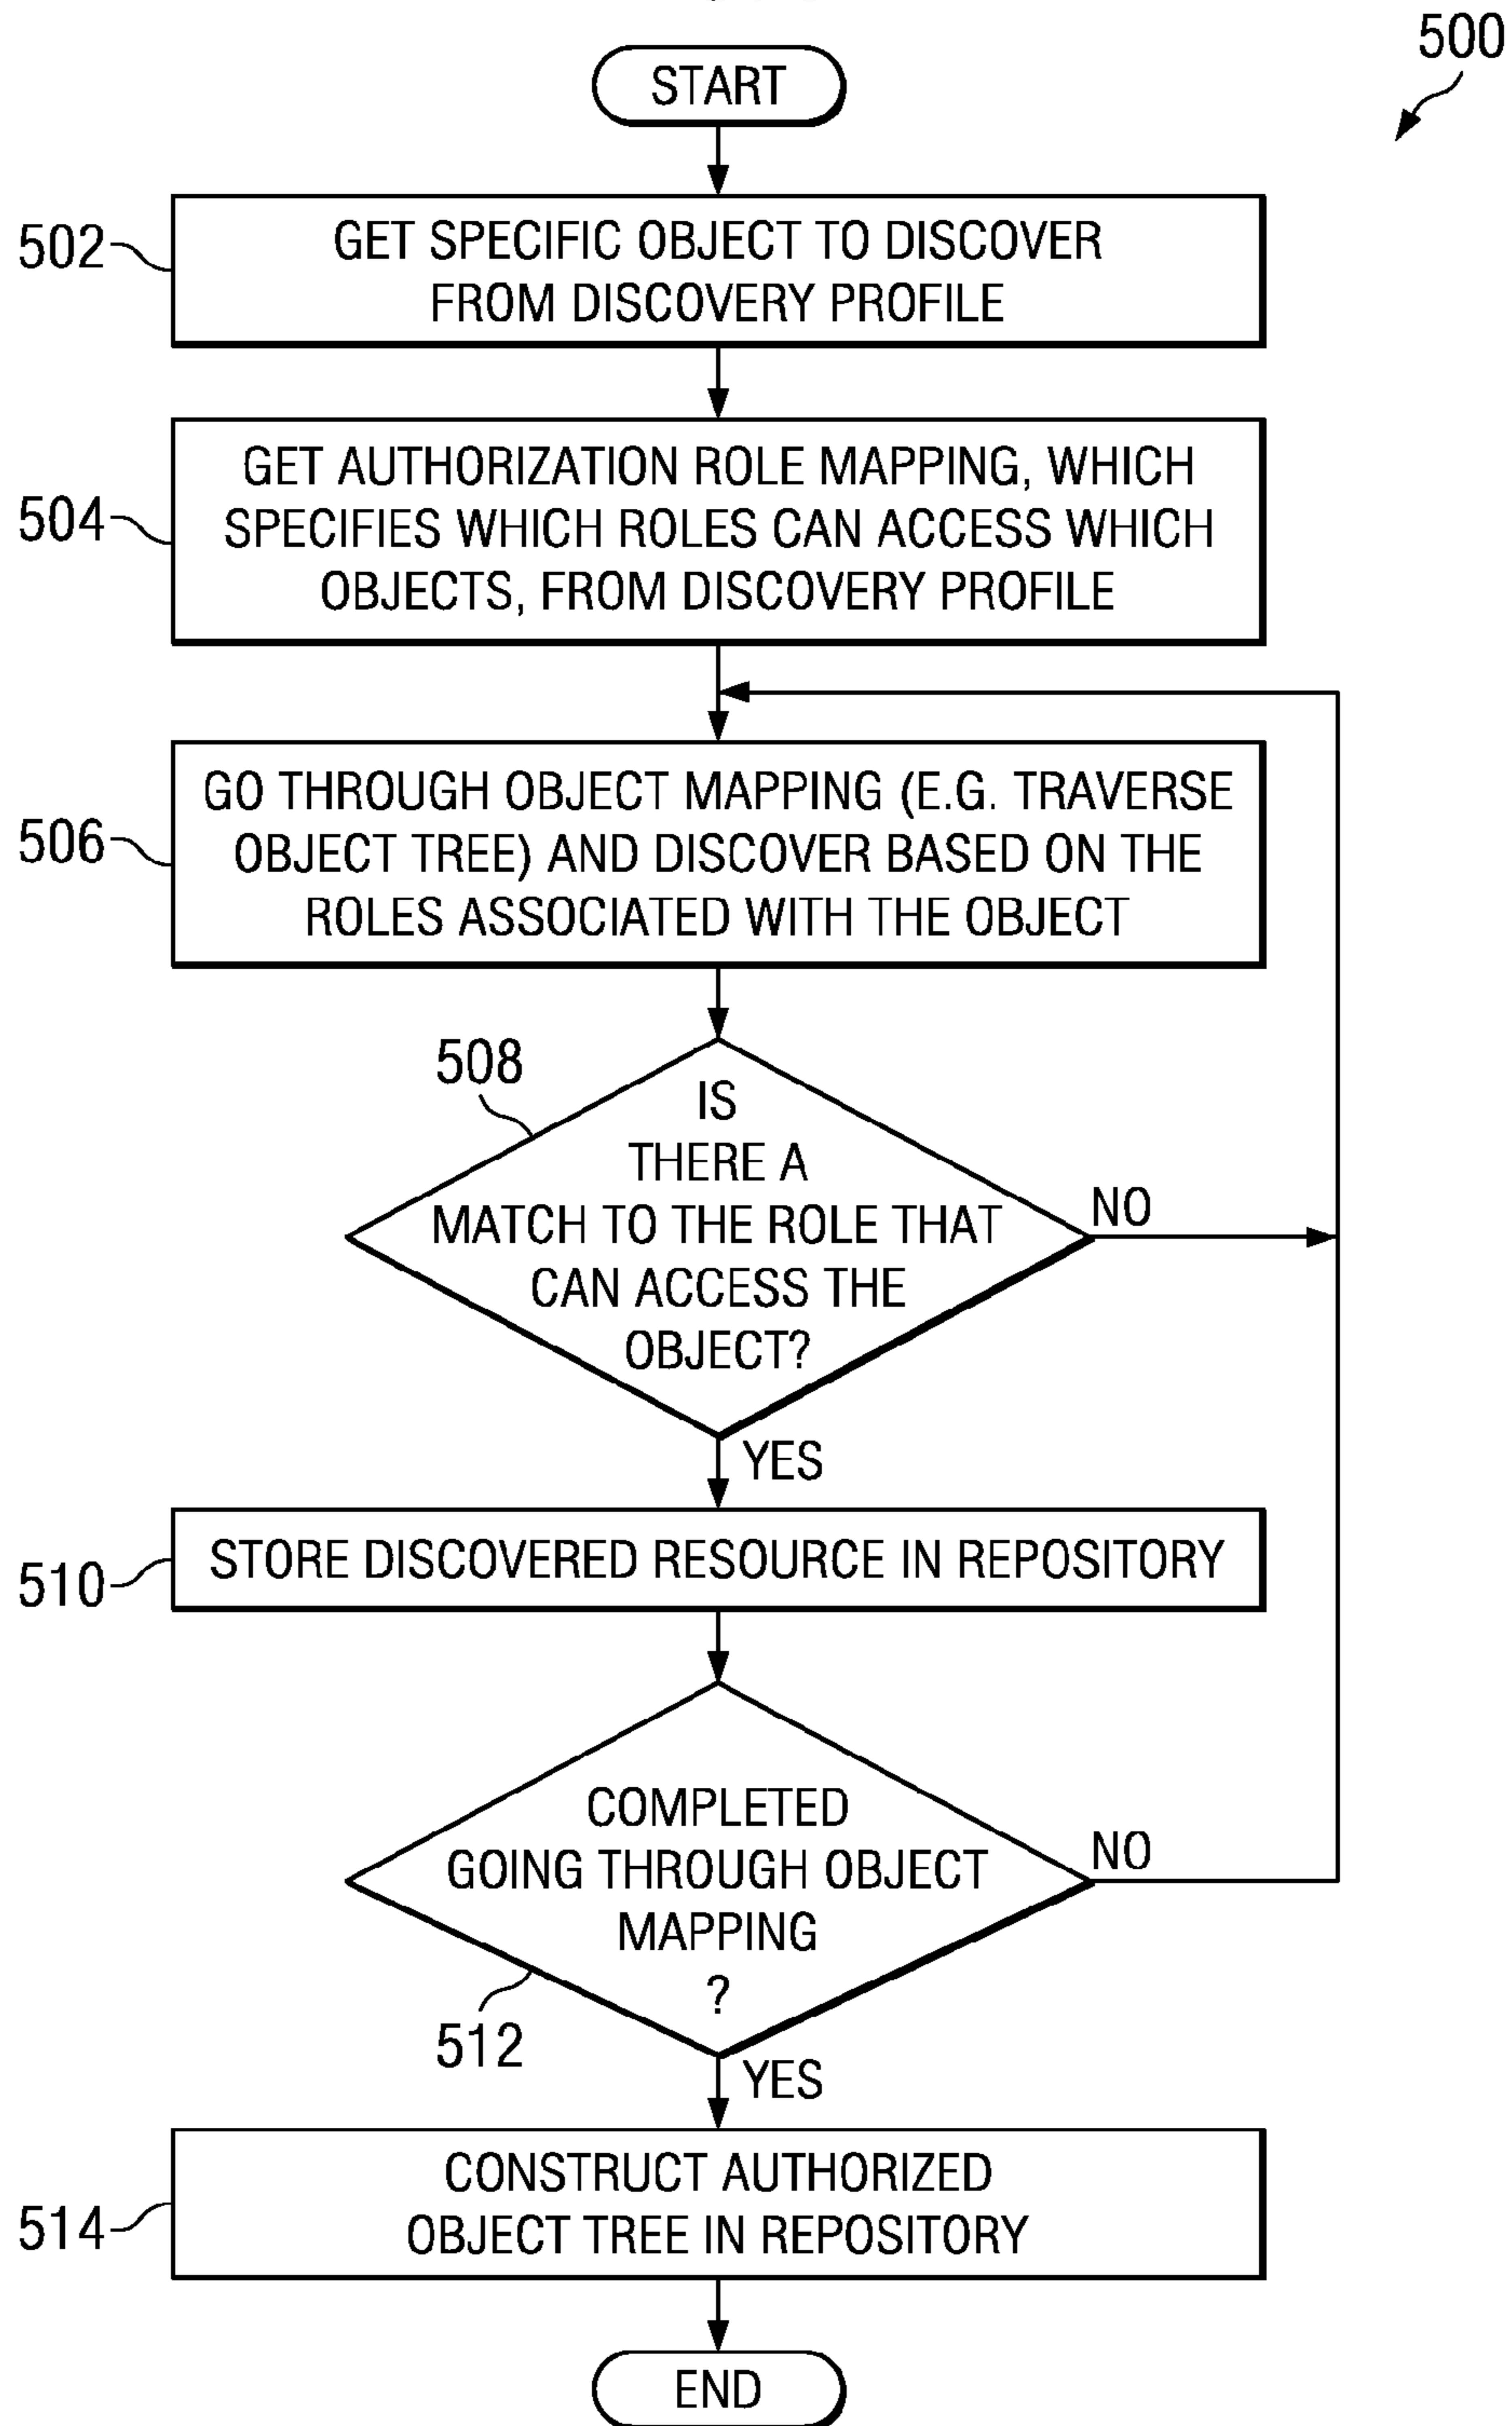 500
START
502
GET SPECIFIC OBJECT TO DISCOVER
FROM DISCOVERY PROFILE
504
GET AUTHORIZATION ROLE MAPPING, WHICH
SPECIFIES WHICH ROLES CAN ACCESS WHICH
OBJECTS, FROM DISCOVERY PROFILE
506
GO THROUGH OBJECT MAPPING (E.G. TRAVERSE
OBJECT TREE) AND DISCOVER BASED ON THE
ROLES ASSOCIATED WITH THE OBJECT
508
IS
THERE A
MATCH TO THE ROLE THAT
CAN ACCESS THE
OBJECT?
NO
YES
510
STORE DISCOVERED RESOURCE IN REPOSITORY
COMPLETED
GOING THROUGH OBJECT
MAPPING
?
NO
512
YES
514
CONSTRUCT AUTHORIZED
OBJECT TREE IN REPOSITORY
END